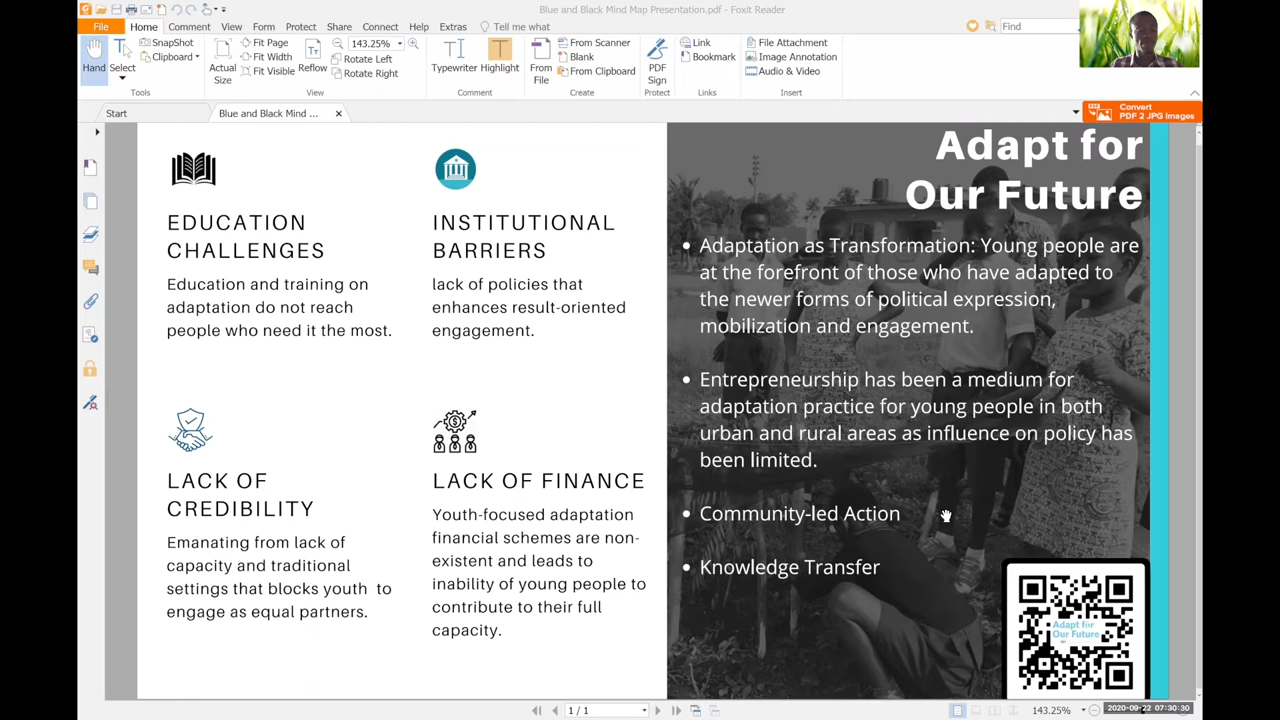 Blue and Black Mind Map Presentation.pdf - Foxit Reader
File Home Comment View Form Protect Share Connect Help Extras Tell me what Find
Hand
Select
SnapShot
Clipboard
Actual
Size
Fit Page
Fit Width
Fit Visible
Reflow
143.25%
Rotate Left
Rotate Right
Typewriter
Highlight
From
File
From Scanner
Blank
From Clipboard
PDF
Sign
Link
Bookmark
File Attachment
Image Annotation
Audio & Video
Tools View Comment Create Protect Links Insert
Start
Blue and Black Mind ...
Convert
PDF 2 JPG Images
EDUCATION
CHALLENGES
Education and training on
adaptation do not reach
people who need it the most.
INSTITUTIONAL
BARRIERS
lack of policies that
enhances result-oriented
engagement.
LACK OF
CREDIBILITY
Emanating from lack of
capacity and traditional
settings that blocks youth to
engage as equal partners.
LACK OF FINANCE
Youth-focused adaptation
financial schemes are non-
existent and leads to
inability of young people to
contribute to their full
capacity.
Adapt for
Our Future
• Adaptation as Transformation: Young people are
at the forefront of those who have adapted to
the newer forms of political expression,
mobilization and engagement.
• Entrepreneurship has been a medium for
adaptation practice for young people in both
urban and rural areas as influence on policy has
been limited.
• Community-led Action
• Knowledge Transfer
Adapt for
Our Future
1 / 1
143.25%
2020-09-22 07:30:30